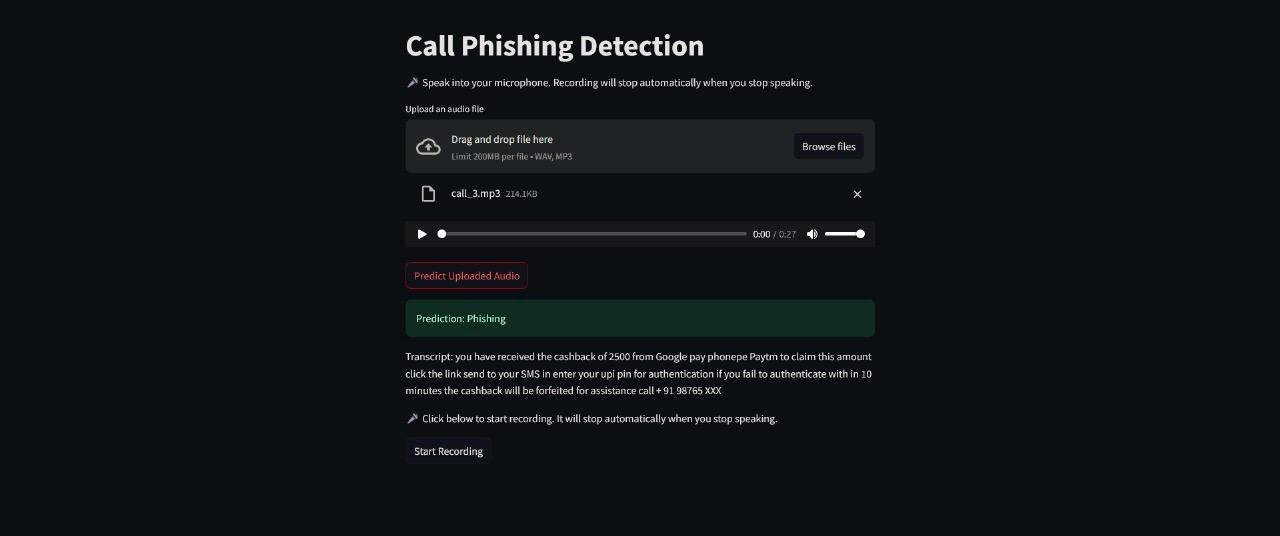 Call Phishing Detection
🎤 Speak into your microphone. Recording will stop automatically when you stop speaking.
Upload an audio file
Drag and drop file here
Limit 200MB per file • WAV, MP3
Browse files
call_3.mp3 214.1KB
0:00 / 0:27
Predict Uploaded Audio
Prediction: Phishing
Transcript: you have received the cashback of 2500 from Google pay phonepe Paytm to claim this amount
click the link send to your SMS in enter your upi pin for authentication if you fail to authenticate with in 10
minutes the cashback will be forfeited for assistance call + 91 98765 XXX
🎤 Click below to start recording. It will stop automatically when you stop speaking.
Start Recording